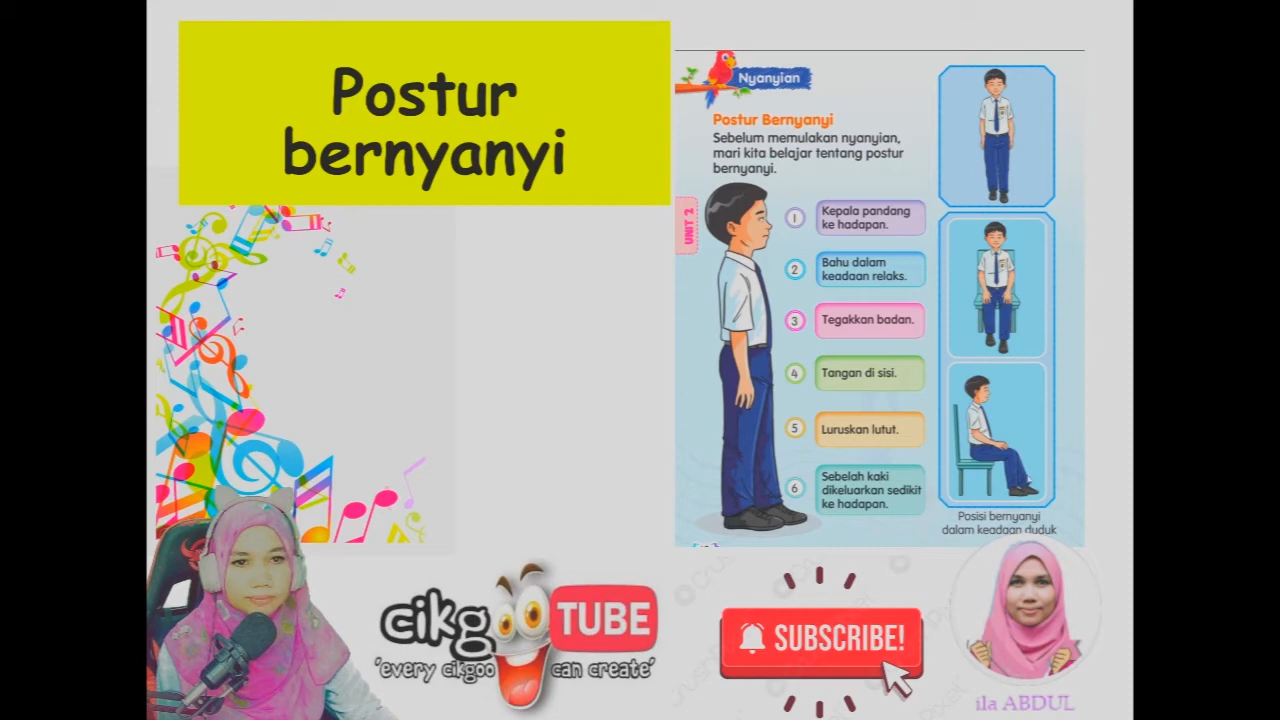 Postur
bernyanyi
Nyanyian
Postur Bernyanyi
Sebelum memulakan nyanyian,
mari kita belajar tentang postur
bernyanyi.
UNIT 2
1
Kepala pandang
ke hadapan.
2
Bahu dalam
keadaan relaks.
3
Tegakkan badan.
4
Tangan di sisi.
5
Luruskan lutut.
6
Sebelah kaki
dikeluarkan sedikit
ke hadapan.
Posisi bernyanyi
dalam keadaan duduk
cikgoo TUBE
'every cikgoo can create'
SUBSCRIBE!
ila ABDUL